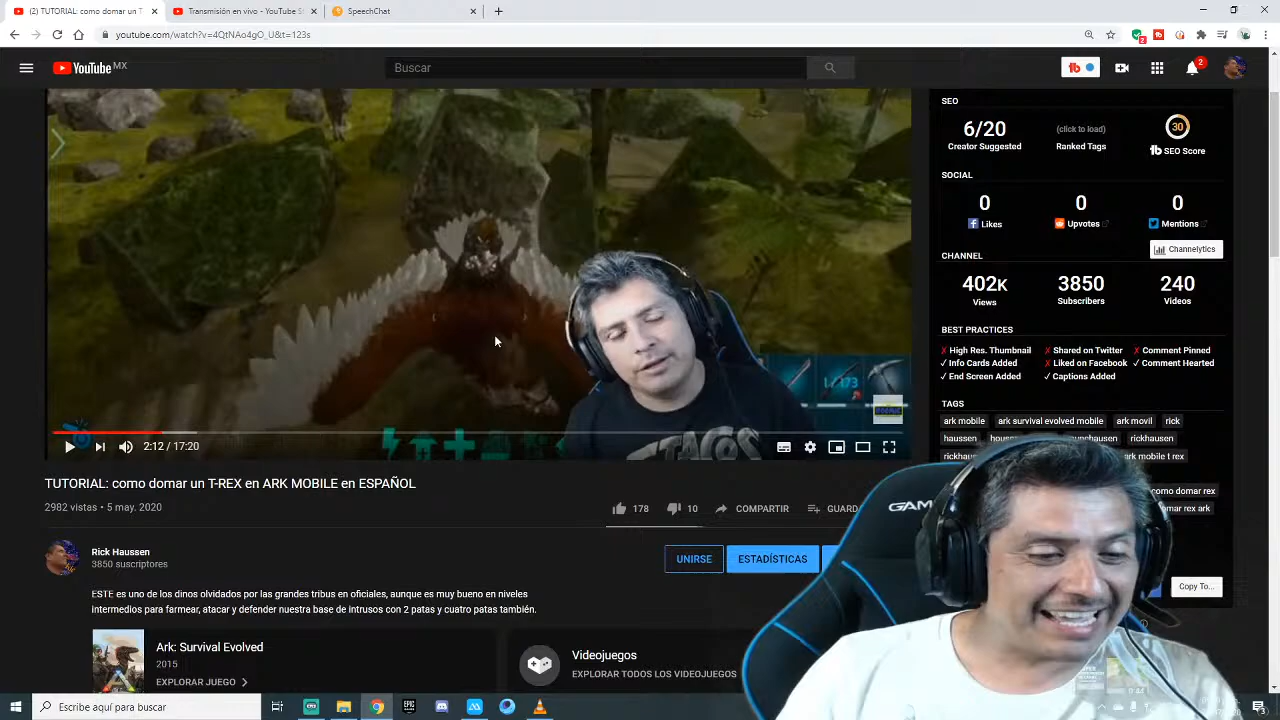 (2) TUTORIAL: como domar un T
Transmisión en vivo - YouTube S
SpeechChat
youtube.com/watch?v=4QtNAo4gO_U&t=123s
YouTube MX
Buscar
2
SEO
6/20
Creator Suggested
(click to load)
Ranked Tags
30
SEO Score
SOCIAL
0
Likes
0
Upvotes
0
Mentions
CHANNEL
Channelytics
402K
Views
3850
Subscribers
240
Videos
BEST PRACTICES
✗ High Res. Thumbnail ✗ Shared on Twitter ✗ Comment Pinned
✓ Info Cards Added ✗ Liked on Facebook ✓ Comment Hearted
✓ End Screen Added ✓ Captions Added
TAGS
ark mobile ark survival evolved mobile ark movil rick
haussen rickhausen
ark mobile t rex
como domar rex
Copy To...
TACOS
2:12 / 17:20
TUTORIAL: como domar un T-REX en ARK MOBILE en ESPAÑOL
2982 vistas • 5 may. 2020
178 10 COMPARTIR
Rick Haussen
3850 suscriptores
UNIRSE ESTADÍSTICAS
ESTE es uno de los dinos olvidados por las grandes tribus en oficiales, aunque es muy bueno en niveles
intermedios para farmear, atacar y defender nuestra base de intrusos con 2 patas y cuatro patas también.
Ark: Survival Evolved
2015
EXPLORAR JUEGO
Videojuegos
EXPLORAR TODOS LOS VIDEOJUEGOS
0:44
Escribe aquí para buscar